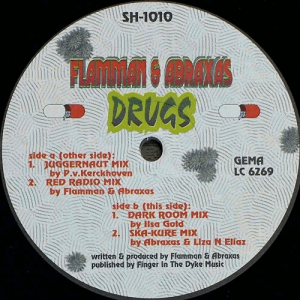 SH-1010
FLAMMAN & ABRAXAS
DRUGS
side a (other side):
1. JUGGERNAUT MIX
by P.v.Kerckhoven
2. RED RADIO MIX
by Flamman & Abraxas
GEMA
LC 6269
side b (this side):
1. DARK ROOM MIX
by Ilsa Gold
2. SKA-KURE MIX
by Abraxas & Liza N Eliaz
written & produced by Flamman & Abraxas
published by Finger In The Dyke Music